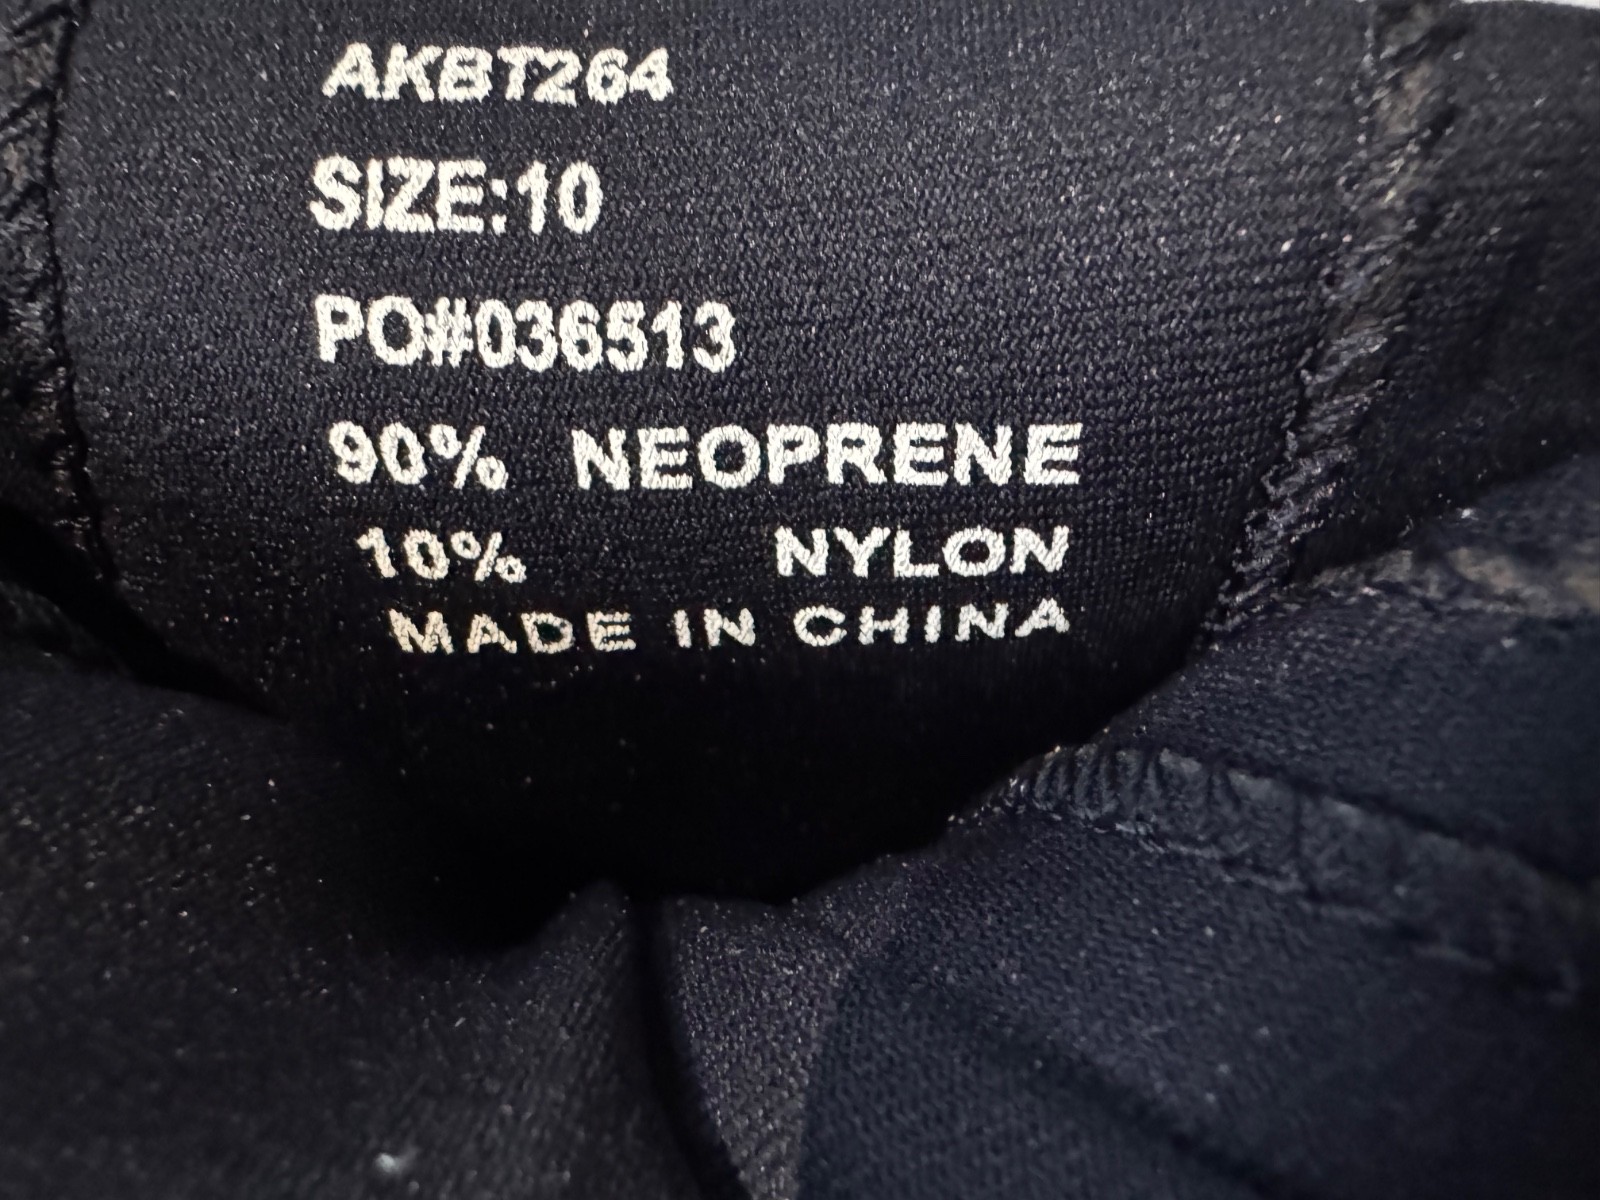 AKBT264
SIZE:10
PO#036513
90% NEOPRENE
10% NYLON
MADE IN CHINA